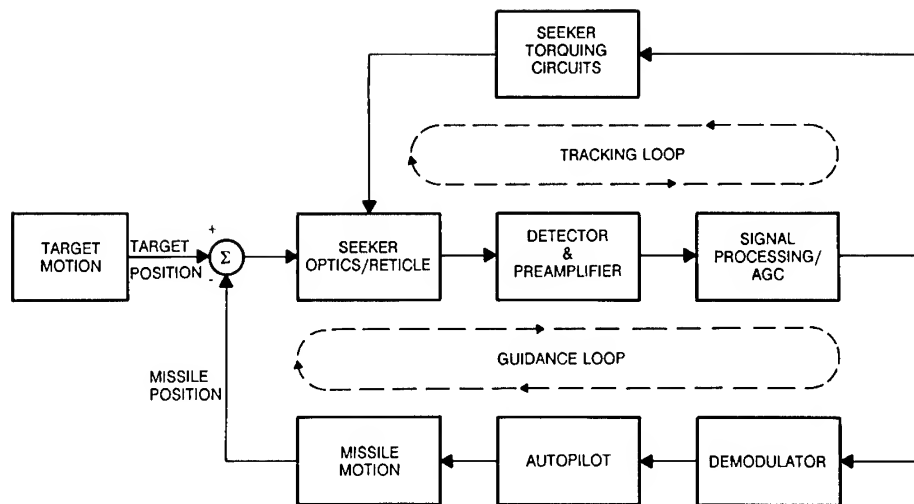 SEEKER
TORQUING
CIRCUITS
TRACKING LOOP
TARGET
MOTION
TARGET
POSITION
+
Σ
-
SEEKER
OPTICS/RETICLE
DETECTOR
&
PREAMPLIFIER
SIGNAL
PROCESSING/
AGC
GUIDANCE LOOP
MISSILE
POSITION
MISSILE
MOTION
AUTOPILOT
DEMODULATOR